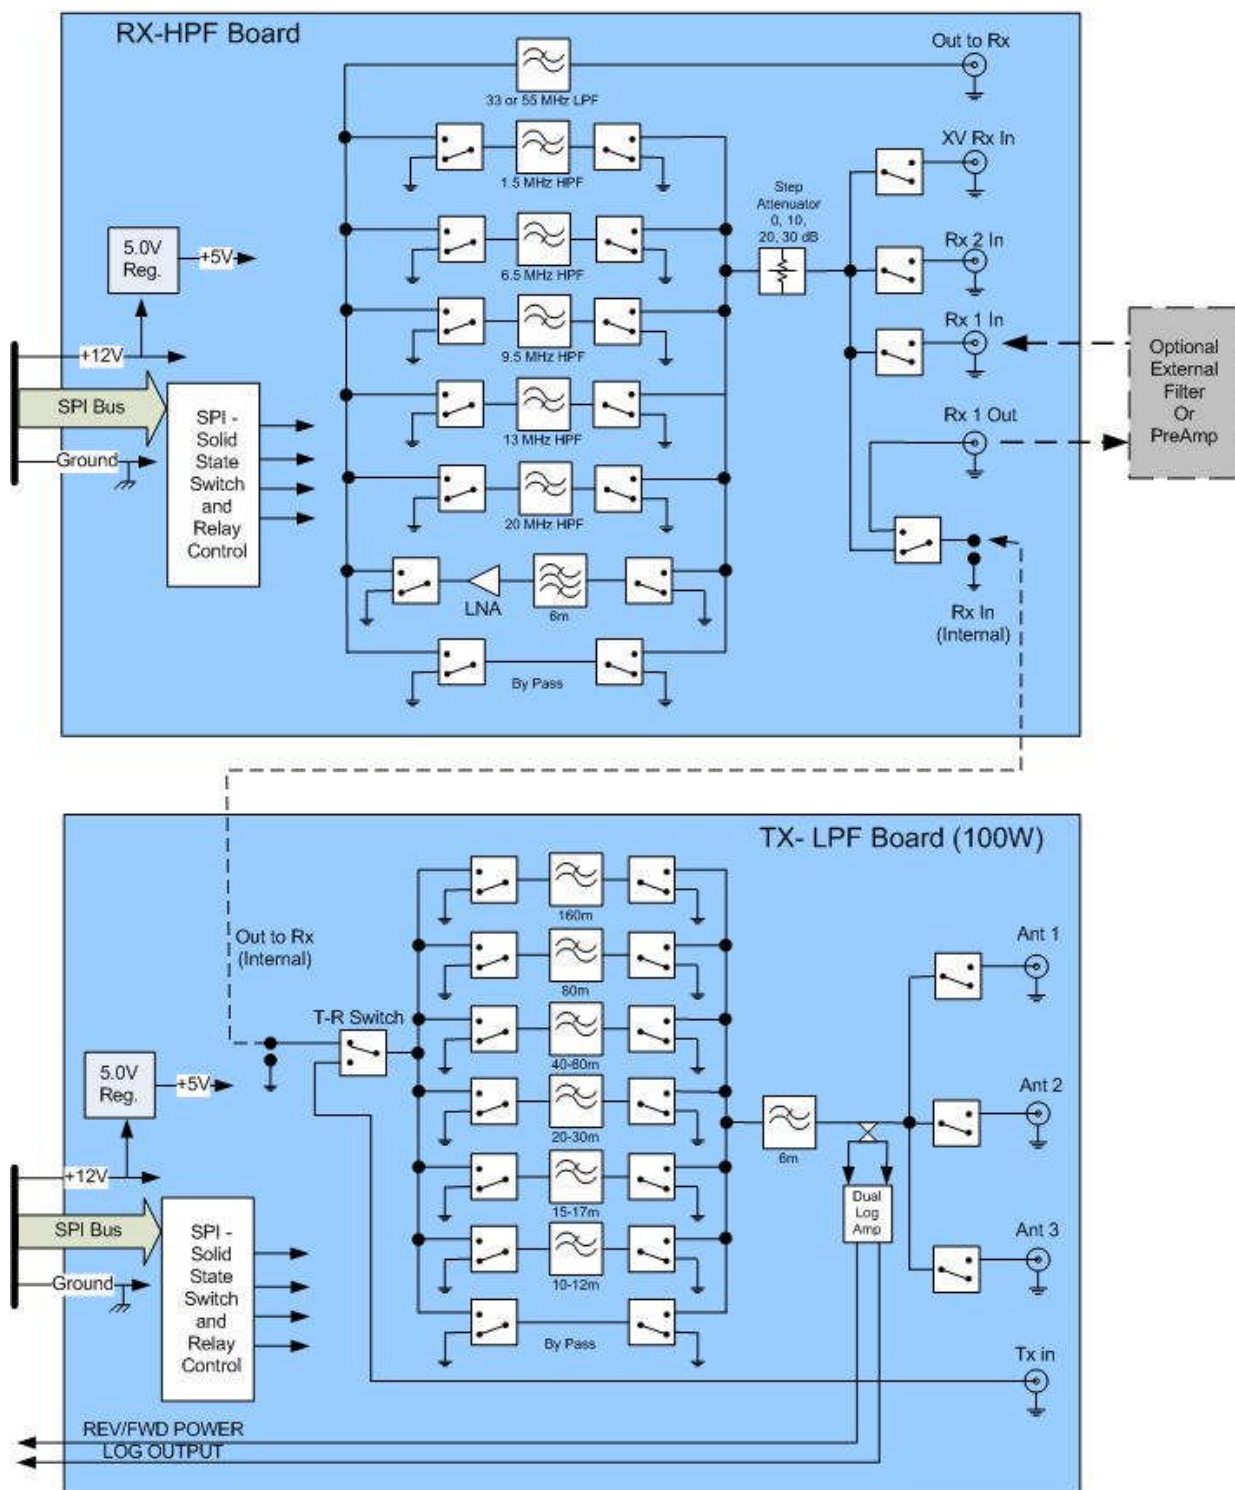 RX-HPF Board
Out to Rx
33 or 55 MHz LPF
XV Rx In
1.5 MHz HPF
Step
Attenuator
0, 10,
20, 30 dB
5.0V
Reg.
+5V
Rx 2 In
6.5 MHz HPF
Rx 1 In
+12V
9.5 MHz HPF
Optional
External
Filter
Or
PreAmp
SPI Bus
SPI -
Solid
State
Switch
and
Relay
Control
Rx 1 Out
13 MHz HPF
Ground
20 MHz HPF
LNA
6m
Rx In
(Internal)
By Pass
TX- LPF Board (100W)
160m
Out to Rx
(Internal)
Ant 1
80m
T-R Switch
40-60m
5.0V
Reg.
+5V
Ant 2
20-30m
6m
+12V
15-17m
Dual
Log
Amp
SPI Bus
SPI -
Solid
State
Switch
and
Relay
Control
Ant 3
Ground
10-12m
By Pass
Tx in
REV/FWD POWER
LOG OUTPUT